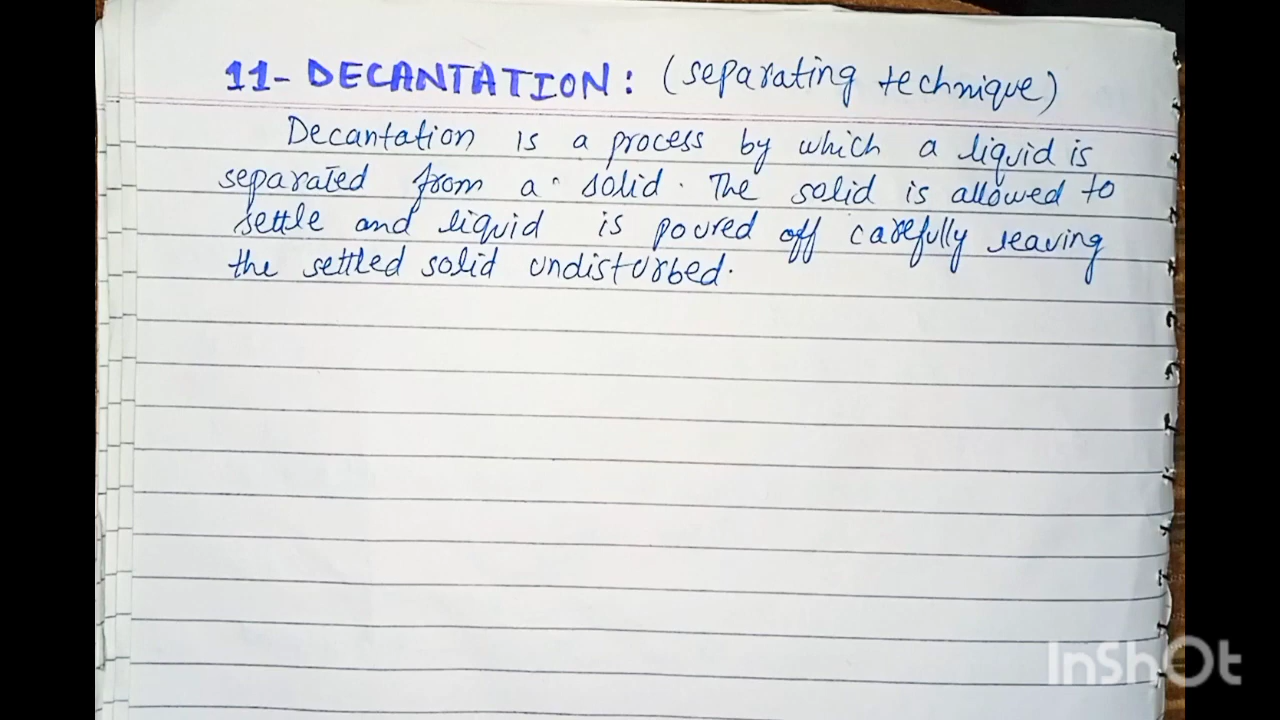 11- DECANTATION: (separating technique)
Decantation is a process by which a liquid is
separated from a solid. The solid is allowed to
settle and liquid is poured off carefully leaving
the settled solid undisturbed.
InShOt